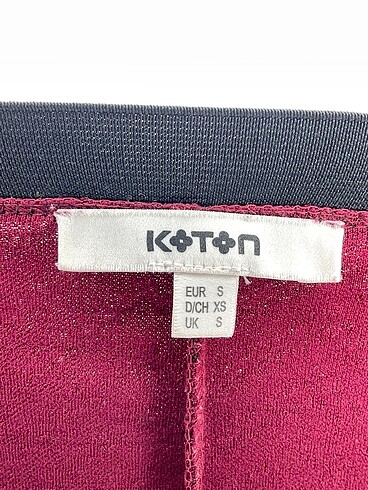 KOTON
EUR S
D/CH XS
UK S